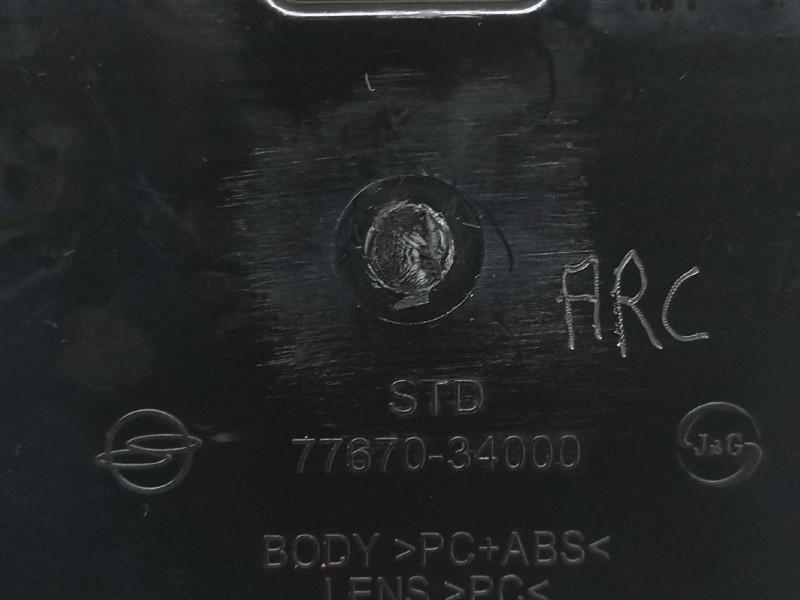 ARC
STD
77670-34000
J&G
BODY >PC+ABS<
LENS >PC<